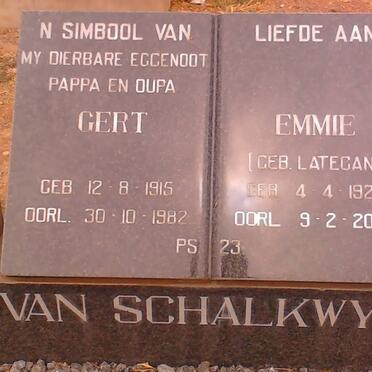 'N SIMBOOL VAN
MY DIERBARE EGGENOOT
PAPPA EN OUPA
GERT
GEB 12-8-1915
OORL. 30-10-1982
LIEFDE AAN
EMMIE
(GEB. LATEGAN
GEB 4-4-192
OORL 9-2-20
PS 23
VAN SCHALKWY